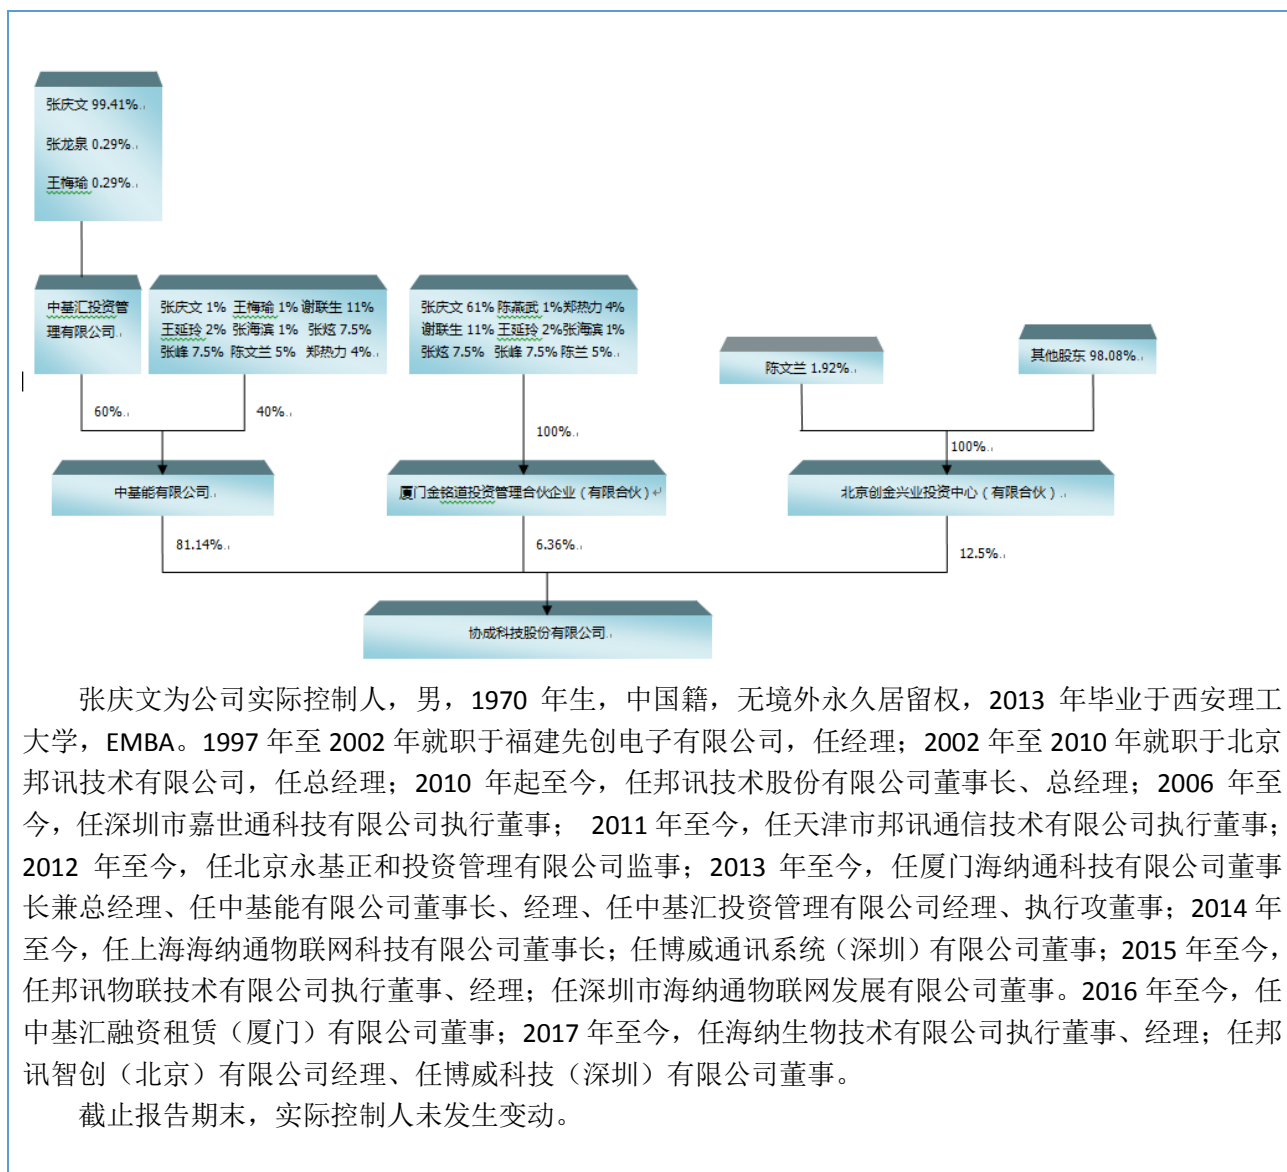 张庆文 99.41%
张龙泉 0.29%
王梅瑜 0.29%
中基汇投资管
理有限公司
张庆文 1% 王梅瑜 1% 谢联生 11%
王延玲 2% 张海滨 1% 张炫 7.5%
张峰 7.5% 陈文兰 5% 郑热力 4%
张庆文 61% 陈燕武 1% 郑热力 4%
谢联生 11% 王延玲 2% 张海滨 1%
张炫 7.5% 张峰 7.5% 陈兰 5%
陈文兰 1.92%
其他股东 98.08%
60%
40%
100%
100%
中基能有限公司
厦门金铭道投资管理合伙企业（有限合伙）
北京创金兴业投资中心（有限合伙）
81.14%
6.36%
12.5%
协成科技股份有限公司
张庆文为公司实际控制人，男，1970 年生，中国籍，无境外永久居留权，2013 年毕业于西安理工
大学，EMBA。1997 年至 2002 年就职于福建先创电子有限公司，任经理；2002 年至 2010 年就职于北京
邦讯技术有限公司，任总经理；2010 年起至今，任邦讯技术股份有限公司董事长、总经理；2006 年至
今，任深圳市嘉世通科技有限公司执行董事； 2011 年至今，任天津市邦讯通信技术有限公司执行董事；
2012 年至今，任北京永基正和投资管理有限公司监事；2013 年至今，任厦门海纳通科技有限公司董事
长兼总经理、任中基能有限公司董事长、经理、任中基汇投资管理有限公司经理、执行攻董事；2014 年
至今，任上海海纳通物联网科技有限公司董事长；任博威通讯系统（深圳）有限公司董事；2015 年至今，
任邦讯物联技术有限公司执行董事、经理；任深圳市海纳通物联网发展有限公司董事。2016 年至今，任
中基汇融资租赁（厦门）有限公司董事；2017 年至今，任海纳生物技术有限公司执行董事、经理；任邦
讯智创（北京）有限公司经理、任博威科技（深圳）有限公司董事。
截止报告期末，实际控制人未发生变动。